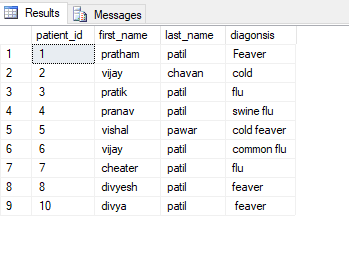 Results Messages
patient_id first_name last_name diagonsis
1 1 pratham patil Feaver
2 2 vijay chavan cold
3 3 pratik patil flu
4 4 pranav patil swine flu
5 5 vishal pawar cold feaver
6 6 vijay patil common flu
7 7 cheater patil flu
8 8 divyesh patil feaver
9 10 divya patil feaver